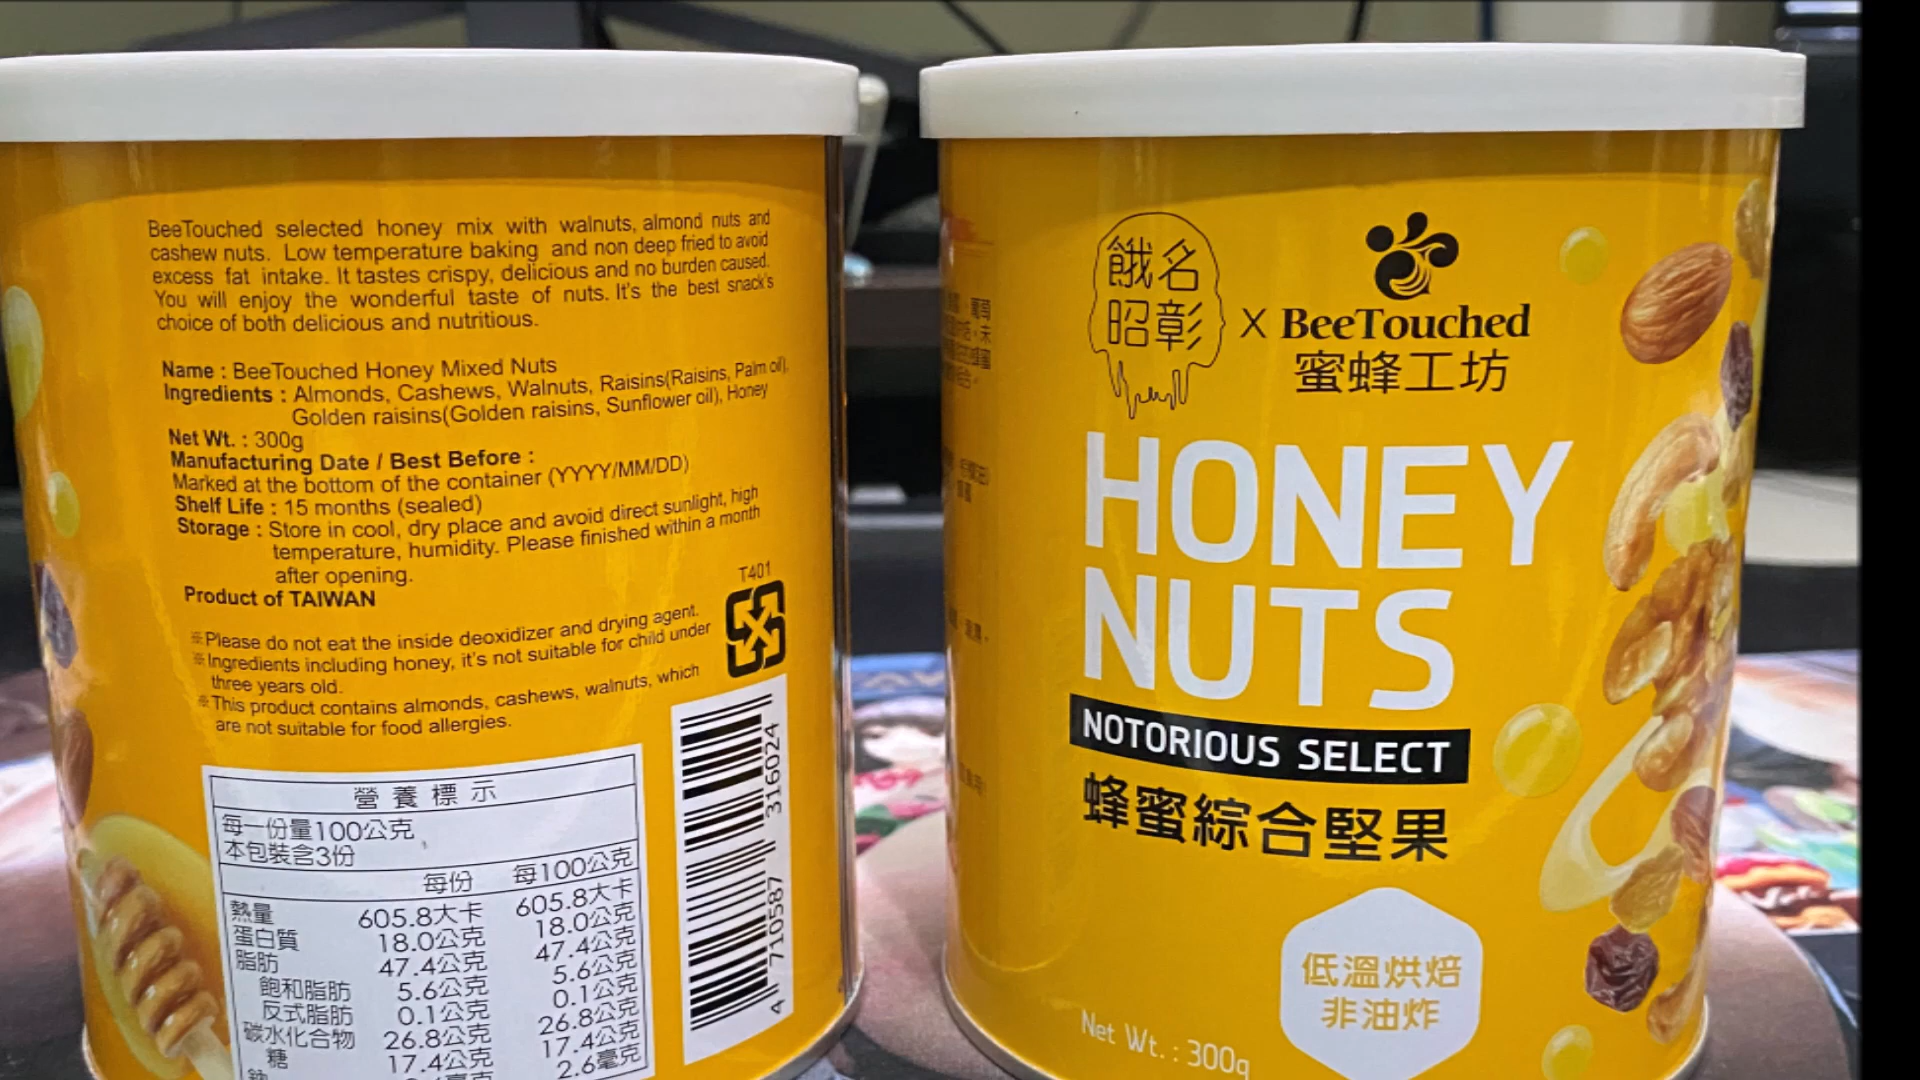 BeeTouched selected honey mix with walnuts, almond nuts and
cashew nuts. Low temperature baking and non deep fried to avoid
excess fat intake. It tastes crispy, delicious and no burden caused.
You will enjoy the wonderful taste of nuts. It's the best snack's
choice of both delicious and nutritious.
Name : BeeTouched Honey Mixed Nuts
Ingredients : Almonds, Cashews, Walnuts, Raisins(Raisins, Palm oil),
Golden raisins(Golden raisins, Sunflower oil), Honey
Net Wt. : 300g
Manufacturing Date / Best Before :
Marked at the bottom of the container (YYYY/MM/DD)
Shelf Life : 15 months (sealed)
Storage : Store in cool, dry place and avoid direct sunlight, high
temperature, humidity. Please finished within a month
after opening.
Product of TAIWAN
T401
※Please do not eat the inside deoxidizer and drying agent.
※Ingredients including honey, it's not suitable for child under
three years old.
※This product contains almonds, cashews, walnuts, which
are not suitable for food allergies.
營養標示
每一份量100公克
本包裝含3份
每份 每100公克
熱量 605.8大卡 605.8大卡
蛋白質 18.0公克 18.0公克
脂肪 47.4公克 47.4公克
飽和脂肪 5.6公克 5.6公克
反式脂肪 0.1公克 0.1公克
碳水化合物 26.8公克 26.8公克
糖 17.4公克 17.4公克
2.6毫克
4 710587 316024
餓名
昭彰
X BeeTouched
蜜蜂工坊
HONEY
NUTS
NOTORIOUS SELECT
蜂蜜綜合堅果
低溫烘焙
非油炸
Net Wt. : 300g